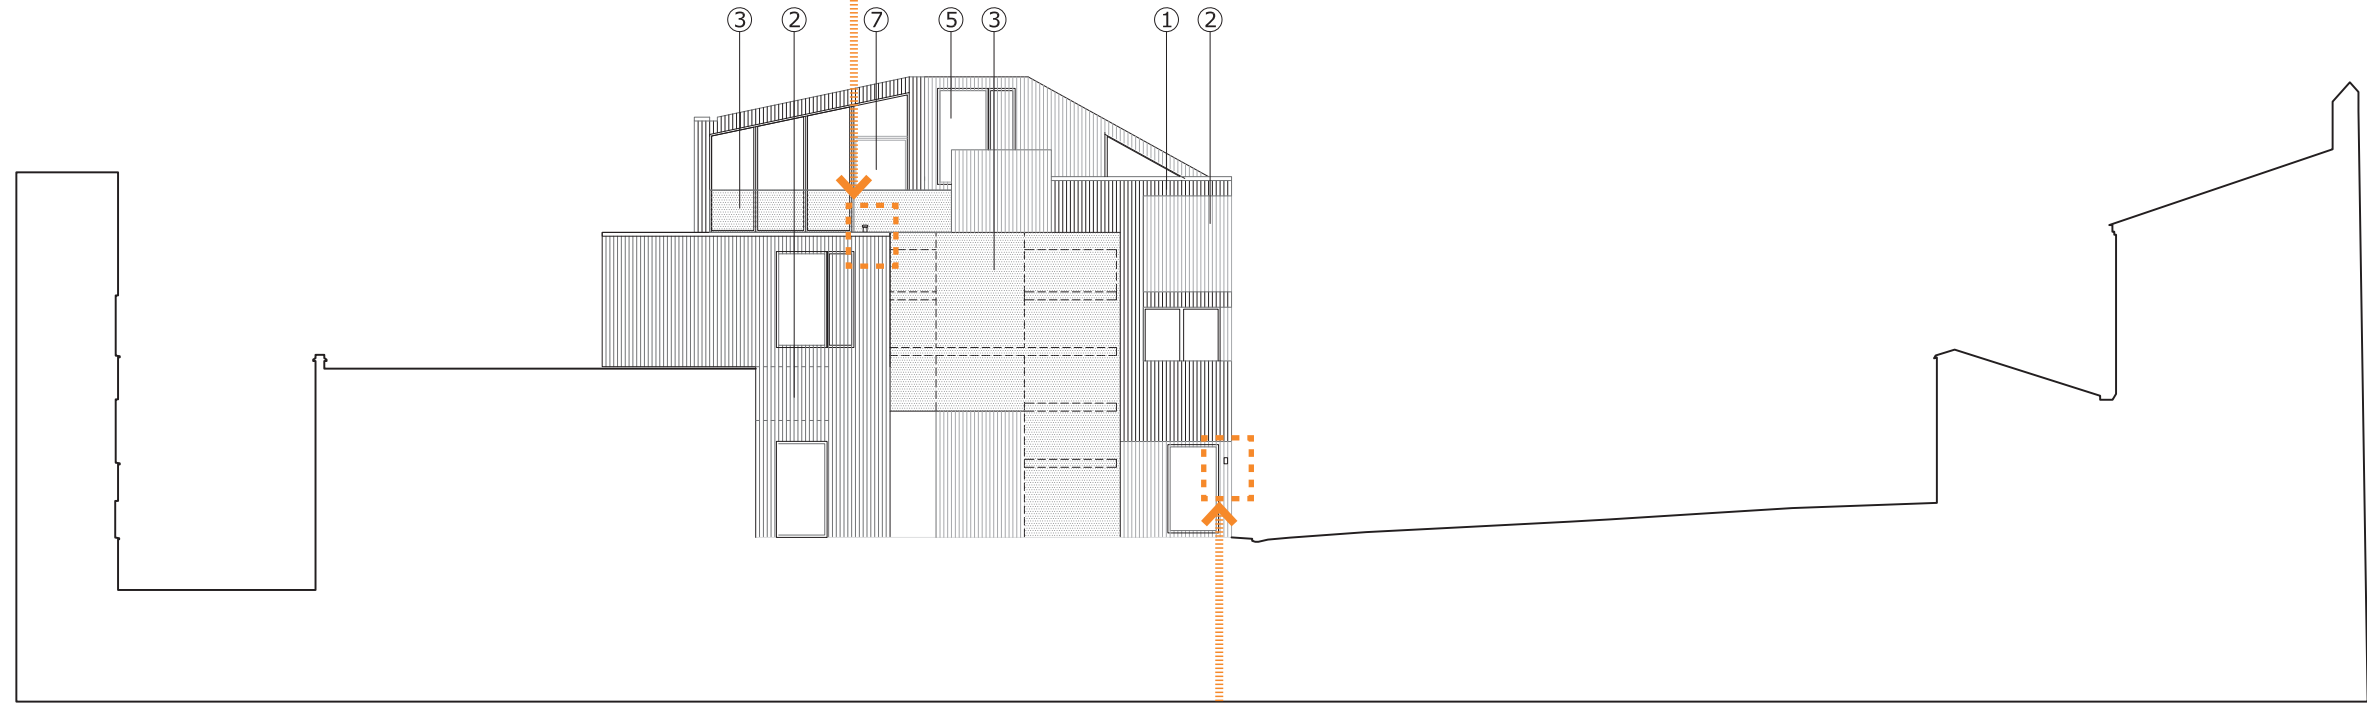 ③ ② ⑦ ⑤ ③ ① ②